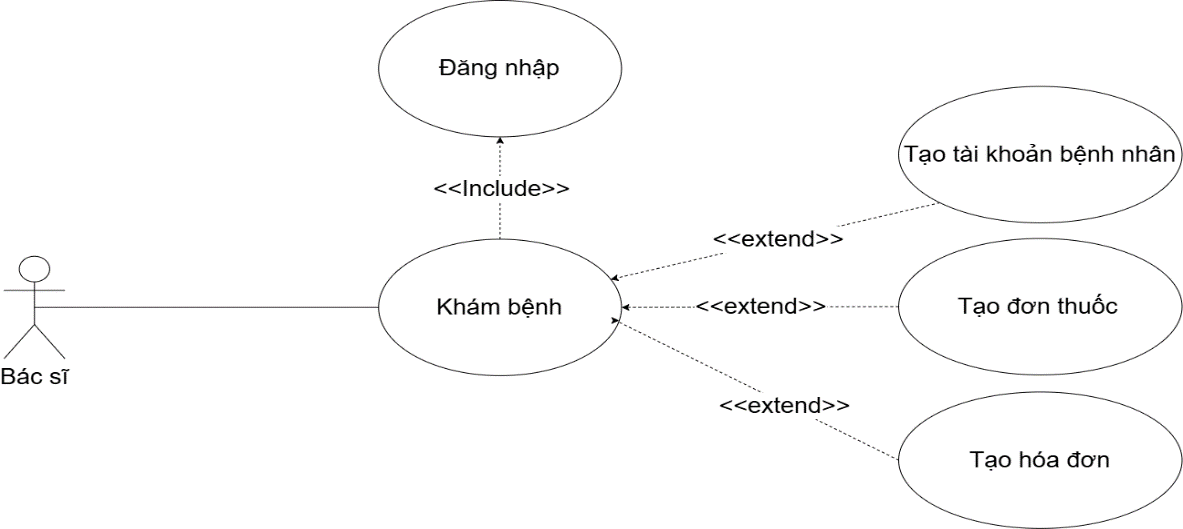 Đăng nhập
Tạo tài khoản bệnh nhân
<<Include>>
<<extend>>
Khám bệnh
<<extend>>
Tạo đơn thuốc
Bác sĩ
<<extend>>
Tạo hóa đơn